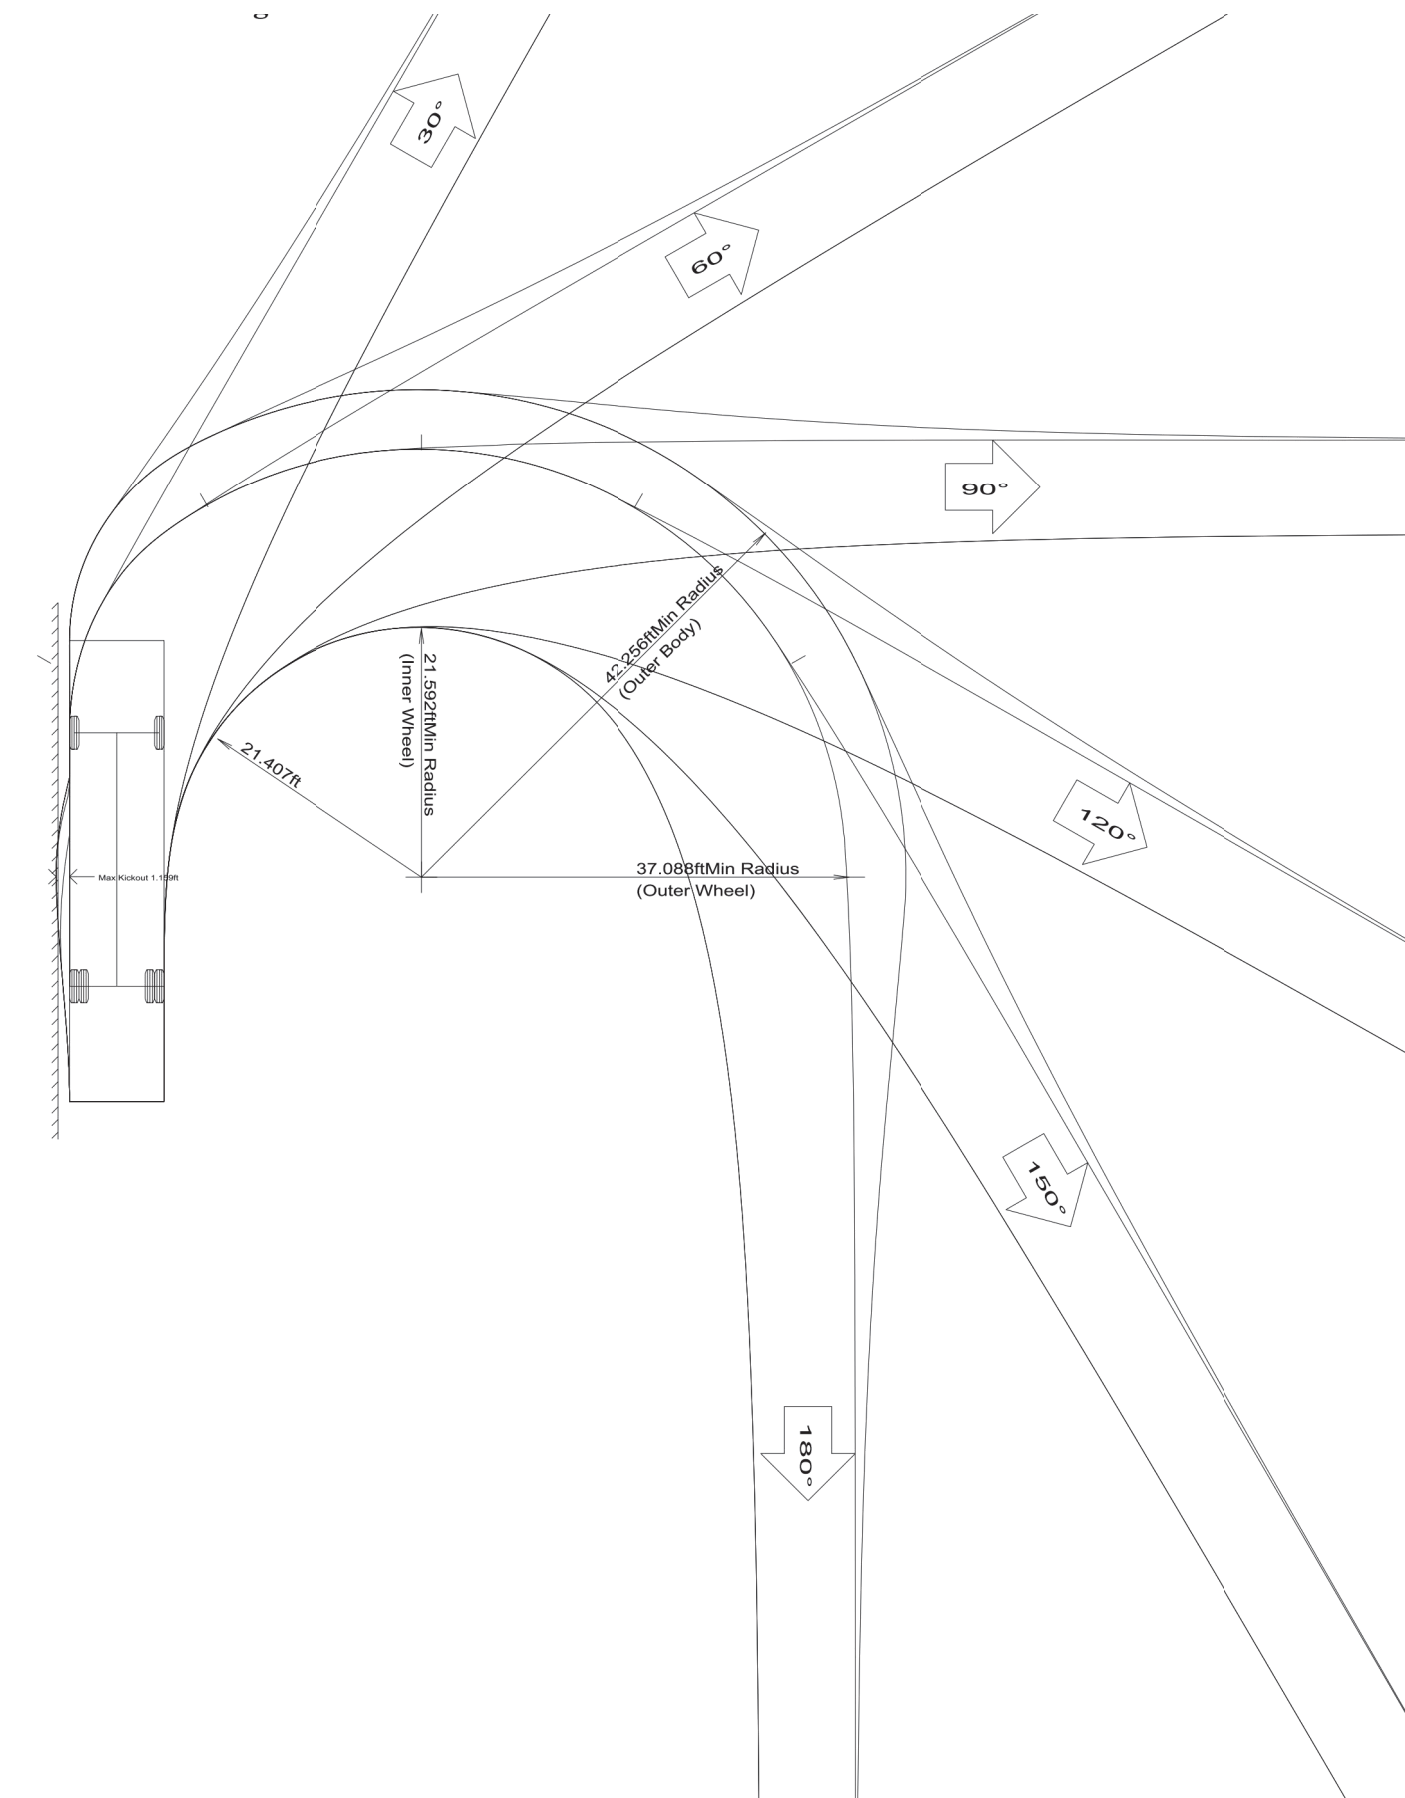 30°
60°
90°
42.256ftMin Radius
(Outer Body)
21.592ftMin Radius
(Inner Wheel)
21.407ft
120°
37.088ftMin Radius
(Outer Wheel)
Max Kickout 1.159ft
150°
180°